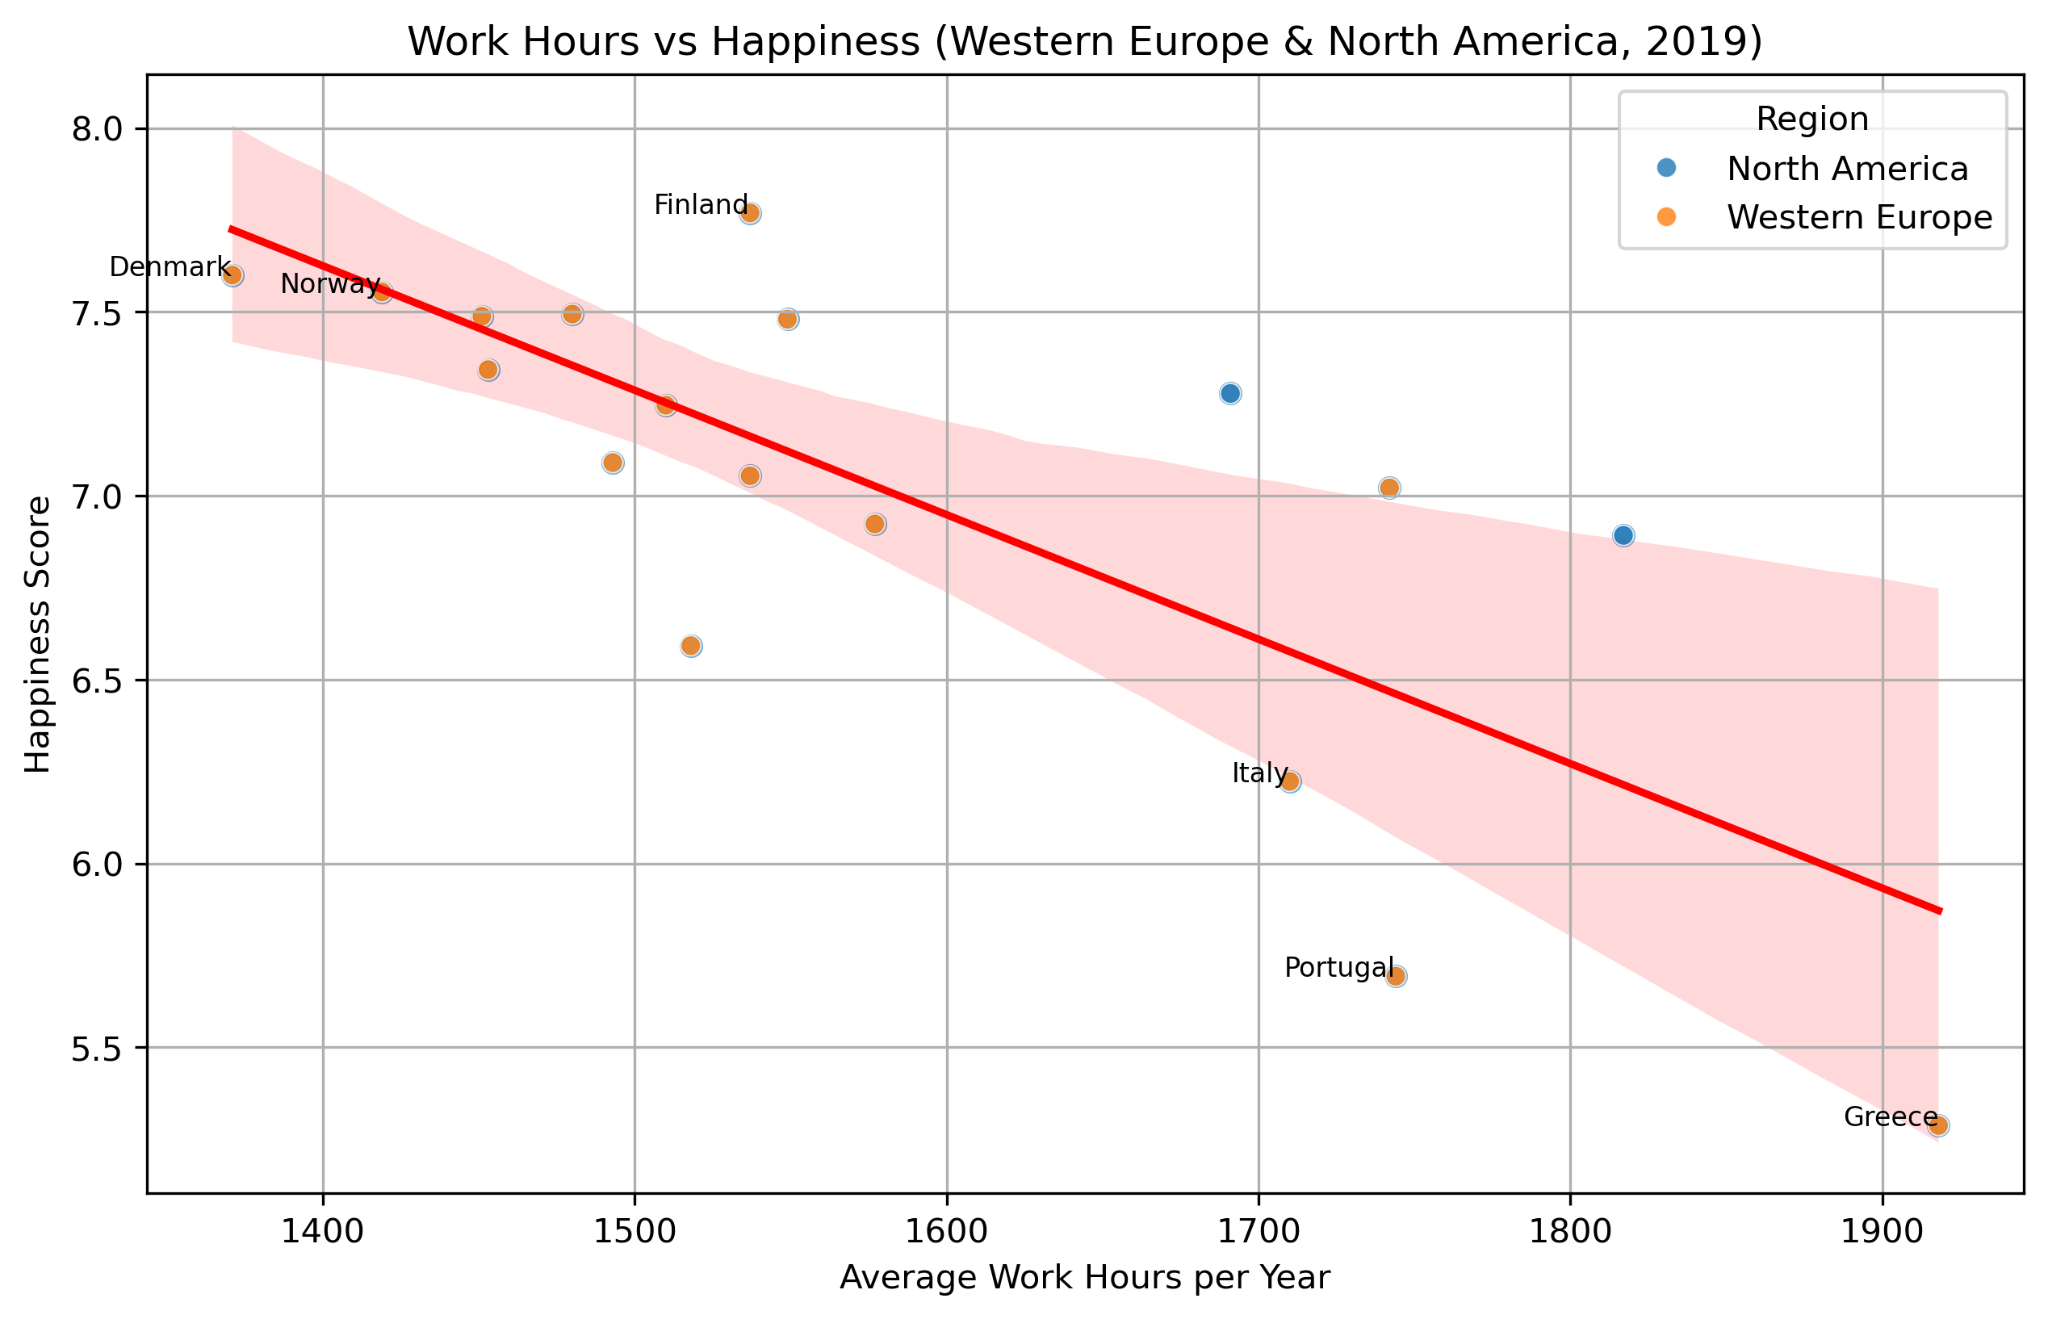 Work Hours vs Happiness (Western Europe & North America, 2019)
Region
North America
Western Europe
8.0
7.5
7.0
6.5
6.0
5.5
Happiness Score
Finland
Denmark
Norway
Italy
Portugal
Greece
1400
1500
1600
1700
1800
1900
Average Work Hours per Year